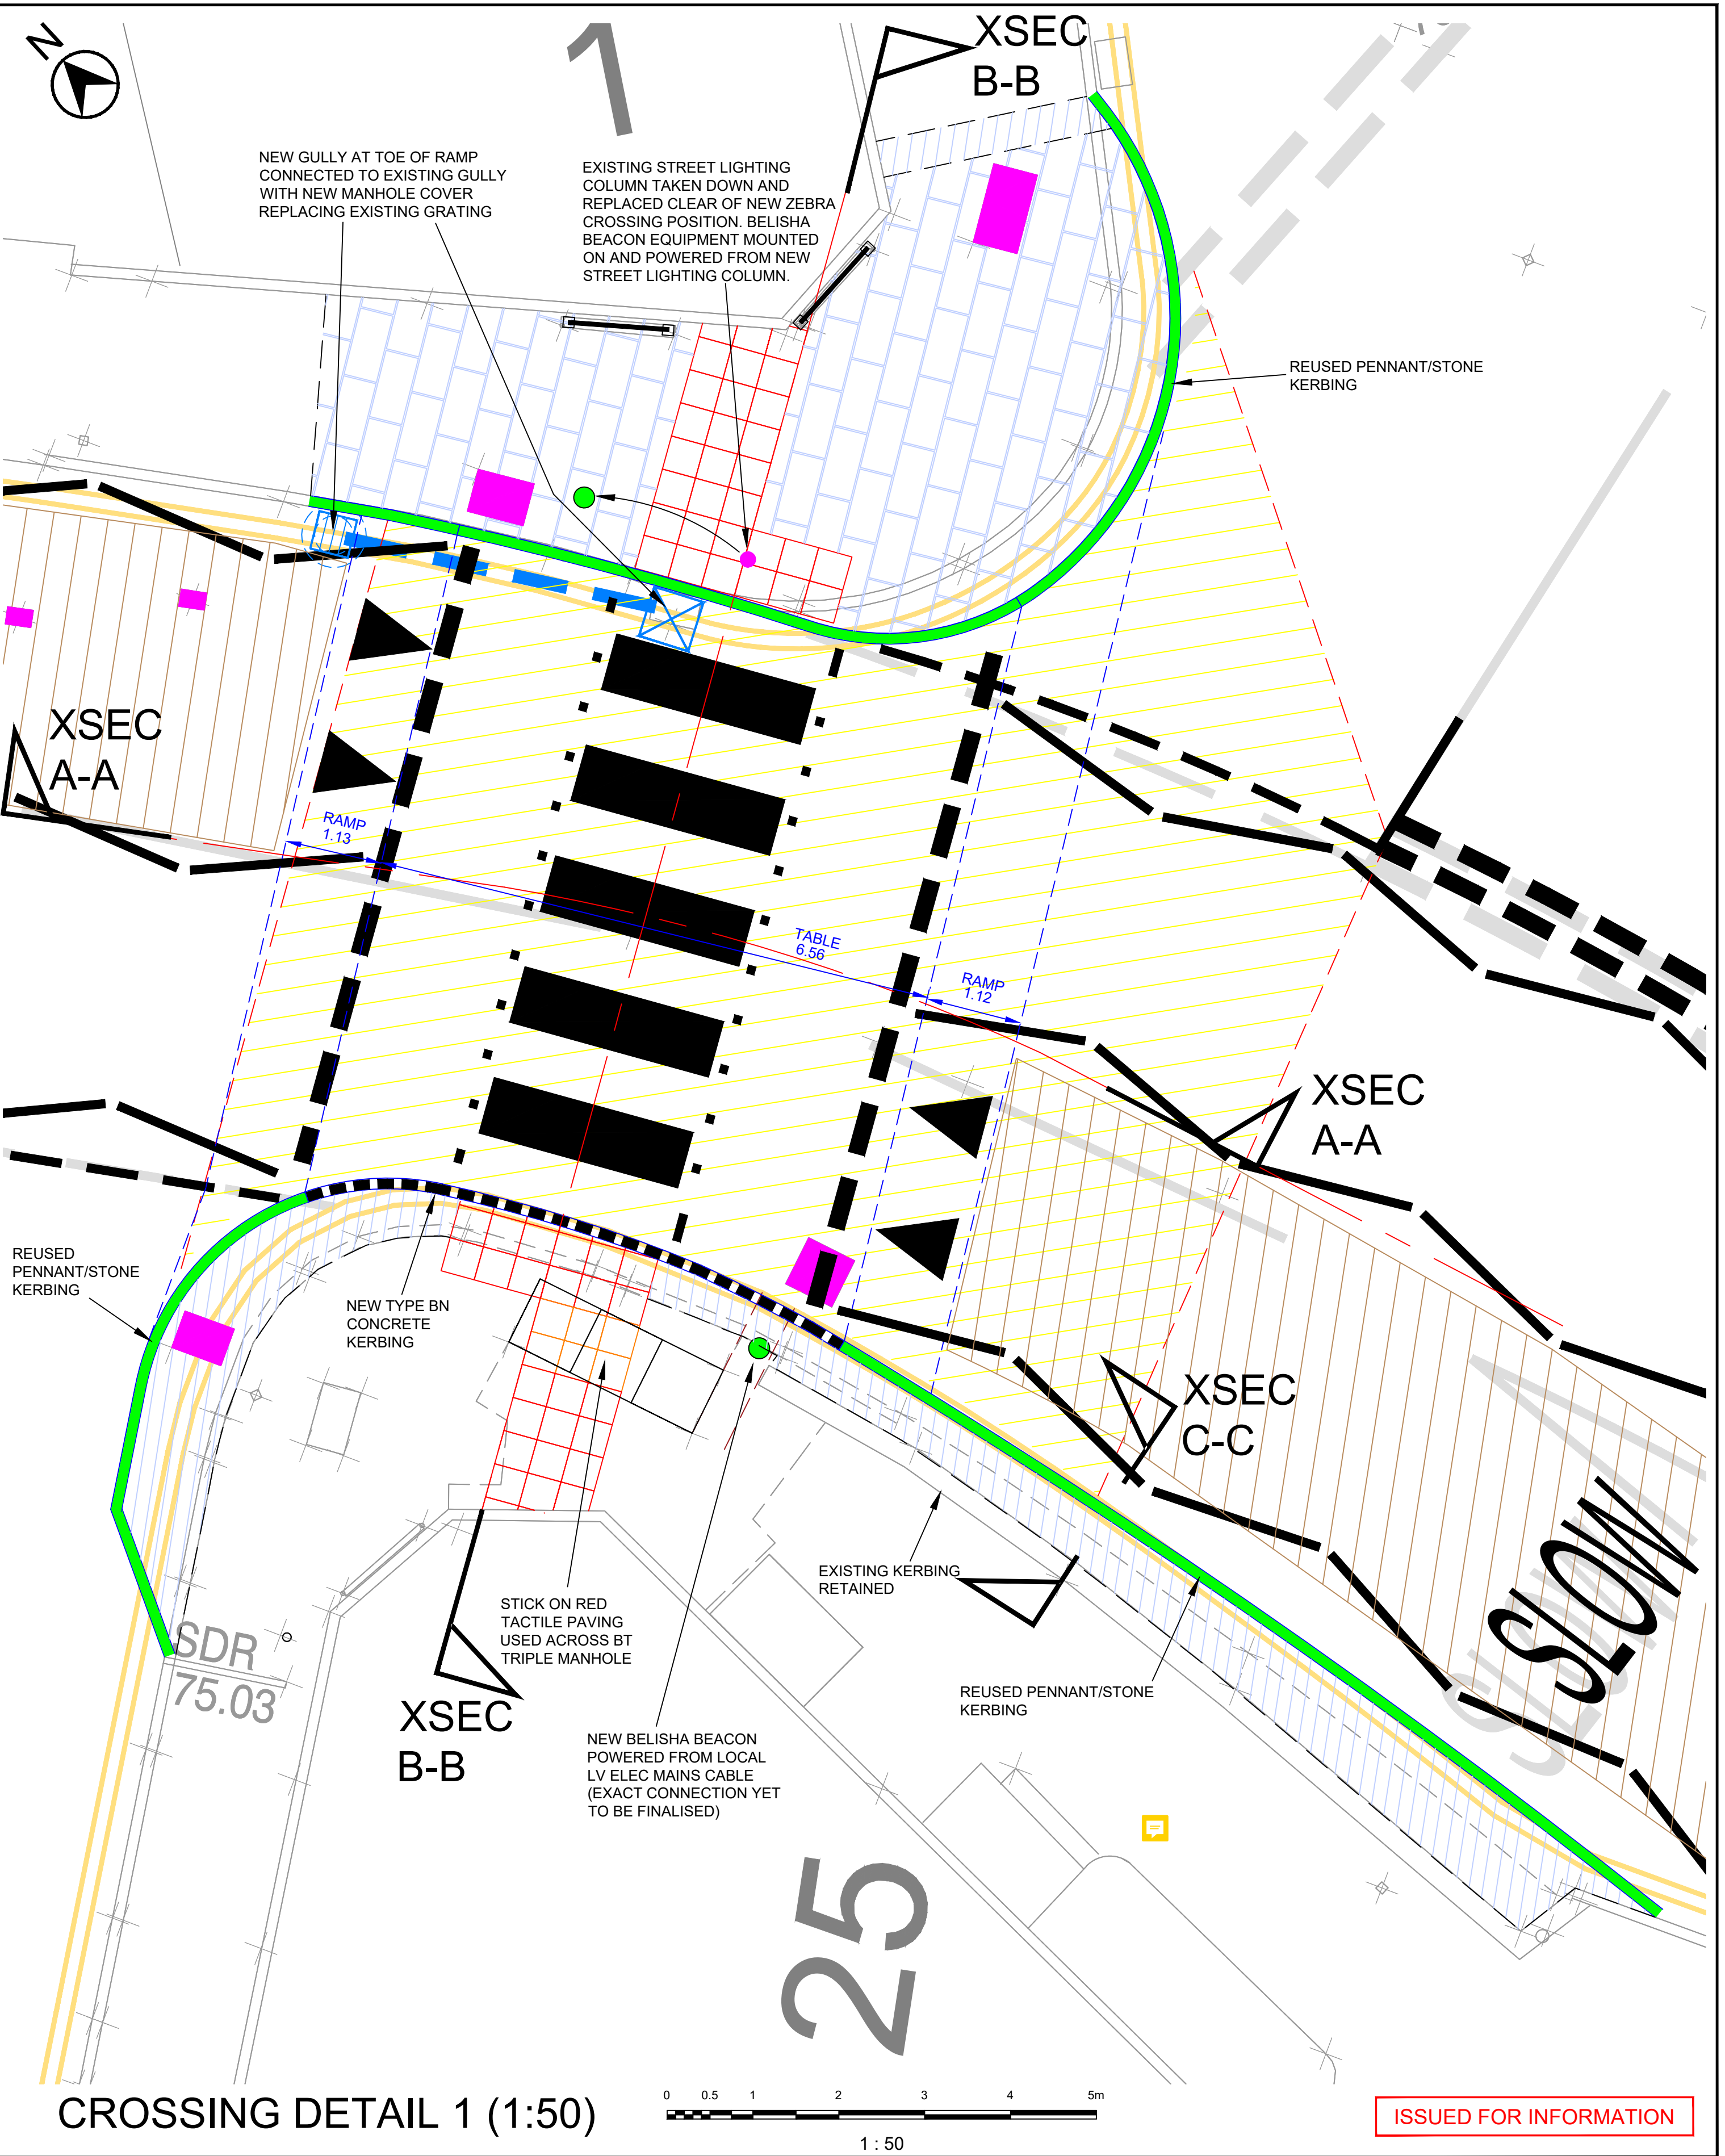 N
1
XSEC
B-B
NEW GULLY AT TOE OF RAMP
CONNECTED TO EXISTING GULLY
WITH NEW MANHOLE COVER
REPLACING EXISTING GRATING
EXISTING STREET LIGHTING
COLUMN TAKEN DOWN AND
REPLACED CLEAR OF NEW ZEBRA
CROSSING POSITION. BELISHA
BEACON EQUIPMENT MOUNTED
ON AND POWERED FROM NEW
STREET LIGHTING COLUMN.
REUSED PENNANT/STONE
KERBING
XSEC
A-A
RAMP
1.13
TABLE
6.56
RAMP
1.12
XSEC
A-A
REUSED
PENNANT/STONE
KERBING
NEW TYPE BN
CONCRETE
KERBING
XSEC
C-C
EXISTING KERBING
RETAINED
STICK ON RED
TACTILE PAVING
USED ACROSS BT
TRIPLE MANHOLE
SDR
75.03
XSEC
B-B
REUSED PENNANT/STONE
KERBING
SLOW
SLOW
NEW BELISHA BEACON
POWERED FROM LOCAL
LV ELEC MAINS CABLE
(EXACT CONNECTION YET
TO BE FINALISED)
25
CROSSING DETAIL 1 (1:50)
0 0.5 1 2 3 4 5m
1 : 50
ISSUED FOR INFORMATION